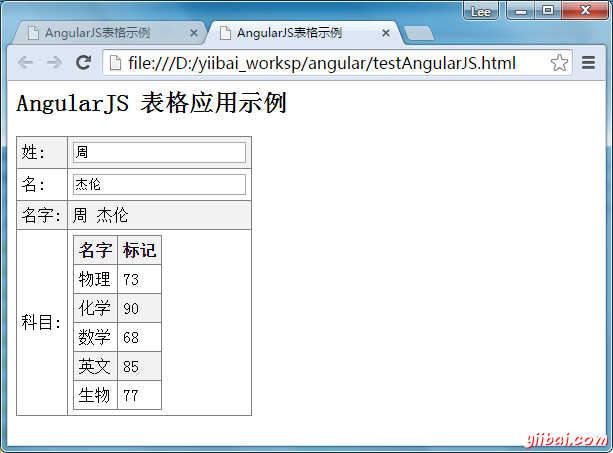 Lee
AngularJS表格示例
AngularJS表格示例
file:///D:/yiibai_worksp/angular/testAngularJS.html
AngularJS 表格应用示例
姓: 周
名: 杰伦
名字: 周 杰伦
科目:
名字 标记
物理 73
化学 90
数学 68
英文 85
生物 77
yiibai.com